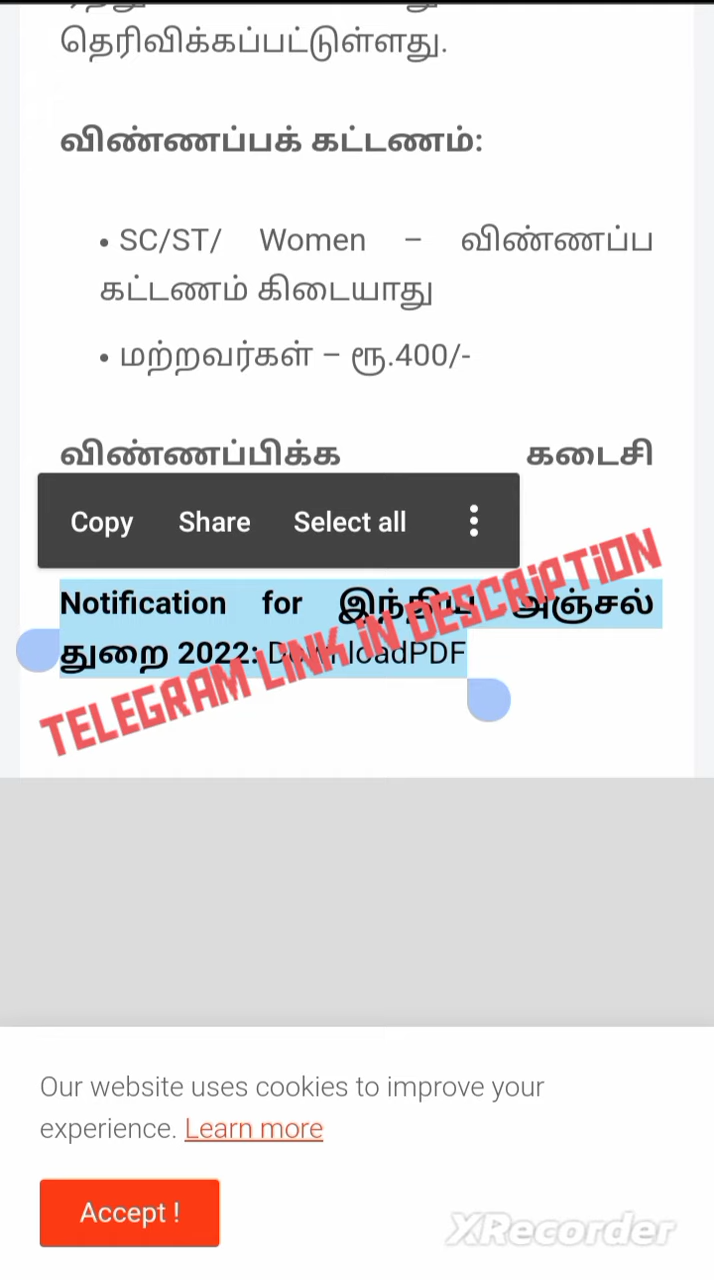 தெரிவிக்கப்பட்டுள்ளது.
விண்ணப்பக் கட்டணம்:
• SC/ST/ Women – விண்ணப்ப
கட்டணம் கிடையாது
• மற்றவர்கள் – ரூ.400/-
விண்ணப்பிக்க கடைசி
Copy Share Select all
Notification for இந்திய அஞ்சல்
துறை 2022: DownloadPDF
TELEGRAM LINK iN DESCRiPTiON
Our website uses cookies to improve your
experience. Learn more
Accept !
XRecorder